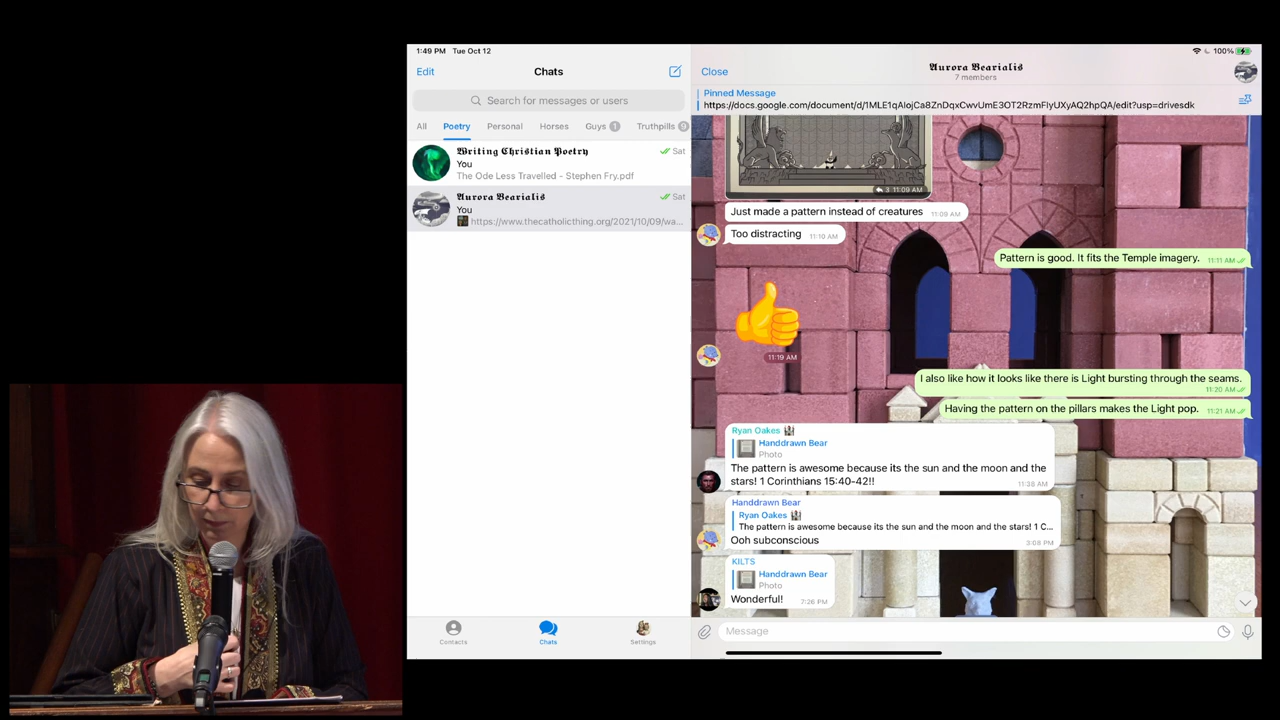 1:49 PM Tue Oct 12
100%
Edit
Chats
Search for messages or users
All Poetry Personal Horses Guys 1 Truthpills 9
Writing Christian Poetry
Sat
You
The Ode Less Travelled - Stephen Fry.pdf
Aurora Bearialis
Sat
You
https://www.thecatholicthing.org/2021/10/09/wa...
Contacts
Chats
Settings
Close
Aurora Bearialis
7 members
Pinned Message
https://docs.google.com/document/d/1MLE1qAIojCa8ZnDqxCwvUmE3OT2RzmFIyUXyAQ2hpQA/edit?usp=drivesdk
3 11:09 AM
Just made a pattern instead of creatures
11:09 AM
Too distracting
11:10 AM
Pattern is good. It fits the Temple imagery.
11:11 AM
11:19 AM
I also like how it looks like there is Light bursting through the seams.
11:20 AM
Having the pattern on the pillars makes the Light pop.
11:21 AM
Ryan Oakes
Handdrawn Bear
Photo
The pattern is awesome because its the sun and the moon and the
stars! 1 Corinthians 15:40-42!!
11:38 AM
Handdrawn Bear
Ryan Oakes
The pattern is awesome because its the sun and the moon and the stars! 1 C...
Ooh subconscious
3:08 PM
KILTS
Handdrawn Bear
Photo
Wonderful!
7:26 PM
Message